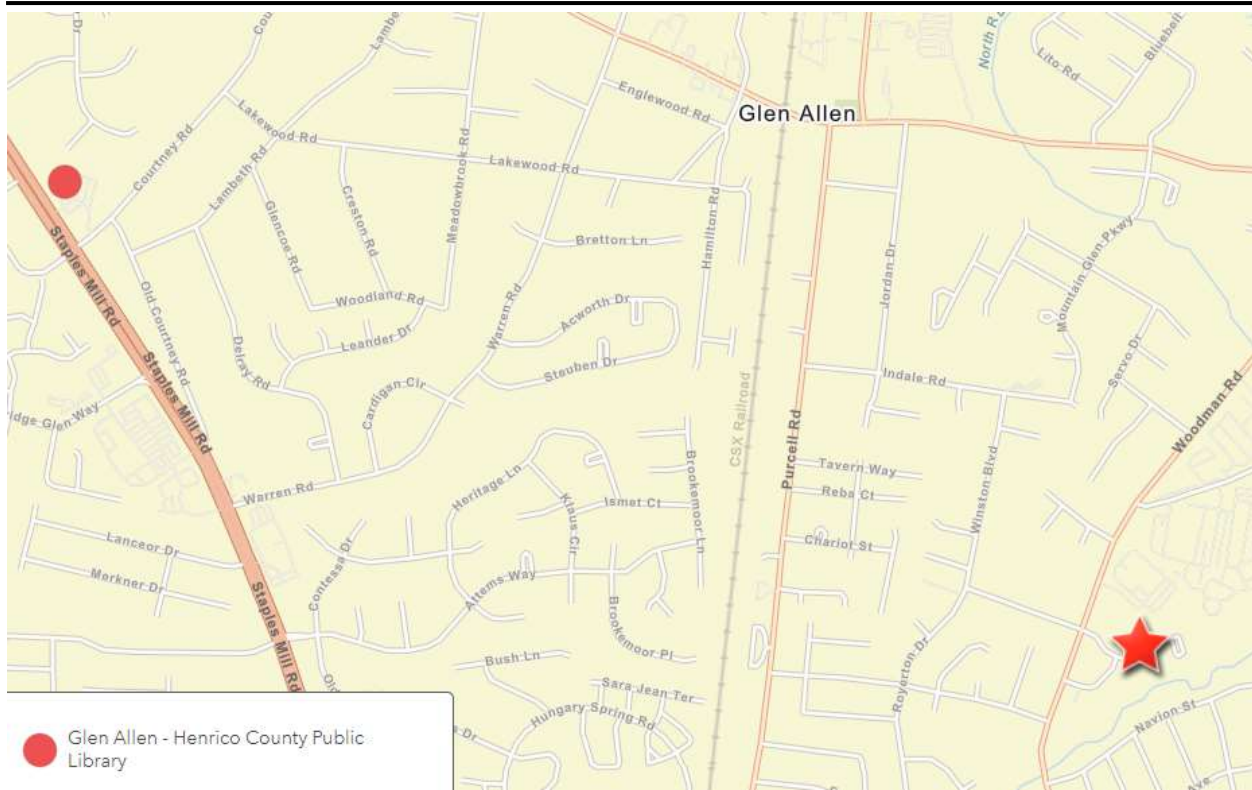 North R
Lito Rd
Bluebell
Glen Allen
Englewood Rd
Lakewood Rd
Lakewood Rd
Courtney Rd
Lambeth Rd
Meadowbrook Rd
Glencoe Rd
Creston Rd
Bretton Ln
Hamilton Rd
Jordan Dr
Mountain Glen Pkwy
Staples Mill Rd
Old Courtney Rd
Woodland Rd
Warren Rd
Acworth Dr
Leander Dr
Delray Rd
Steuben Dr
Staples Mill Rd
Cardigan Cir
Indale Rd
Servo Dr
Woodman Rd
idge Glen Way
CSX Railroad
Purcell Rd
Winston Blvd
Tavern Way
Reba Ct
Chariot St
Warren Rd
Heritage Ln
Klaus Cir
Ismet Ct
Brookemoor Ln
Lanceor Dr
Merkner Dr
Contessa Dr
Attems Way
Brookemoor Pl
Staples Mill Rd
Bush Ln
Sara Jean Ter
Hungary Spring Rd
Royerton Dr
Navion St
Glen Allen - Henrico County Public
Library